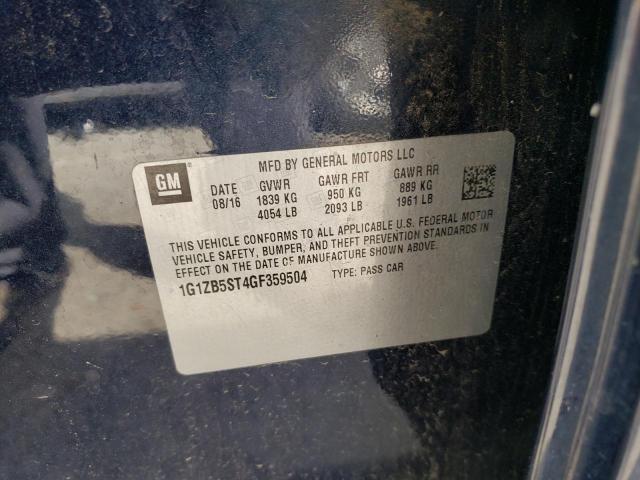 GM
MFD BY GENERAL MOTORS LLC
DATE GVWR GAWR FRT GAWR RR
08/16 1839 KG 950 KG 889 KG
4054 LB 2093 LB 1961 LB
THIS VEHICLE CONFORMS TO ALL APPLICABLE U.S. FEDERAL MOTOR
VEHICLE SAFETY, BUMPER, AND THEFT PREVENTION STANDARDS IN
EFFECT ON THE DATE OF MANUFACTURE SHOWN ABOVE.
1G1ZB5ST4GF359504 TYPE: PASS CAR